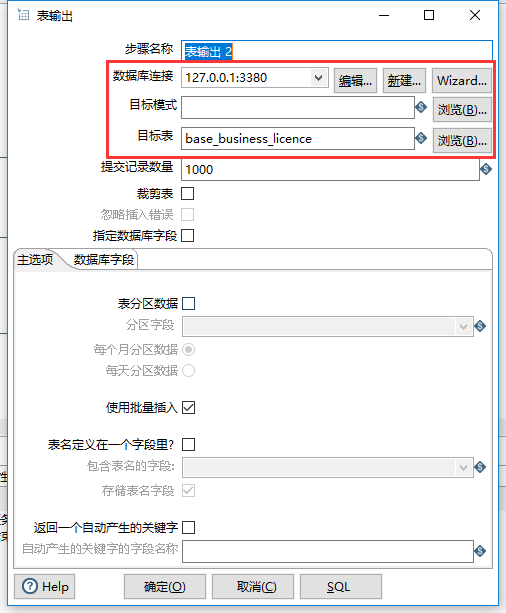 表输出
步骤名称 表输出 2
数据库连接 127.0.0.1:3380 编辑... 新建... Wizard...
目标模式 浏览(B)...
目标表 base_business_licence 浏览(B)...
提交记录数量 1000
裁剪表
忽略插入错误
指定数据库字段
主选项 数据库字段
表分区数据
分区字段
每个月分区数据
每天分区数据
使用批量插入
表名定义在一个字段里?
包含表名的字段:
存储表名字段
返回一个自动产生的关键字
自动产生的关键字的字段名称
Help 确定(O) 取消(C) SQL